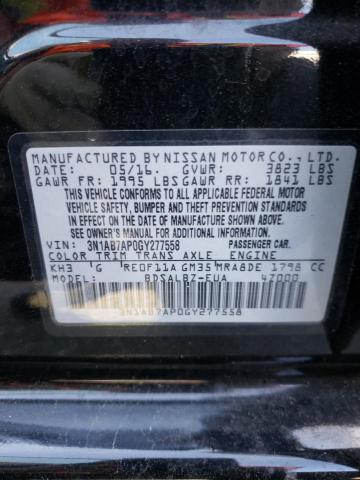 MANUFACTURED BY NISSAN MOTOR CO., LTD.
DATE: 05/16. GVWR: 3823 LBS
GAWR FR: 1995 LBS GAWR RR: 1841 LBS
THIS VEHICLE CONFORMS TO ALL APPLICABLE FEDERAL MOTOR
VEHICLE SAFETY, BUMPER, AND THEFT PREVENTION STANDARDS
IN EFFECT ON THE DATE OF MANUFACTURE SHOWN ABOVE.
SEE OWNER'S MANUAL FOR ADDITIONAL INFORMATION.
VIN: 3N1AB7AP0GY277558 PASSENGER CAR
COLOR TRIM TRANS AXLE ENGINE
KH3 G RE0F11A GM35 MRA8DE 1798 CC
MODEL: BDSALBZ-EUA 4Z000
3N1AB7AP0GY277558